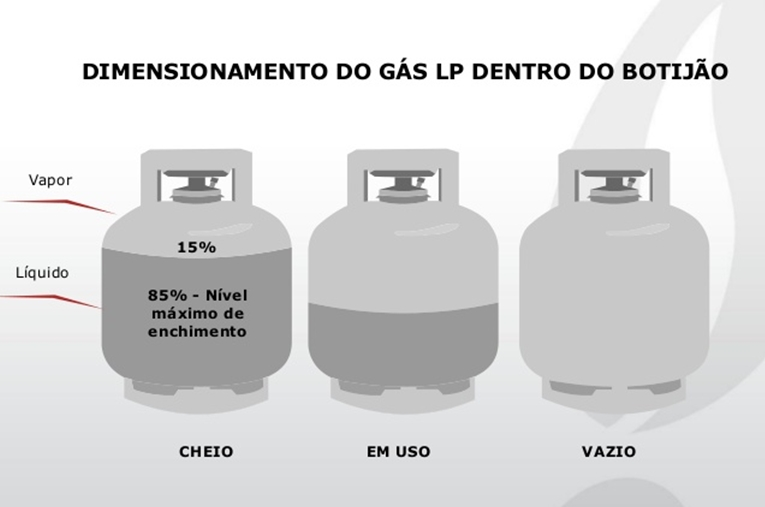 DIMENSIONAMENTO DO GÁS LP DENTRO DO BOTIJÃO
Vapor
15%
Líquido
85% - Nível
máximo de
enchimento
CHEIO
EM USO
VAZIO